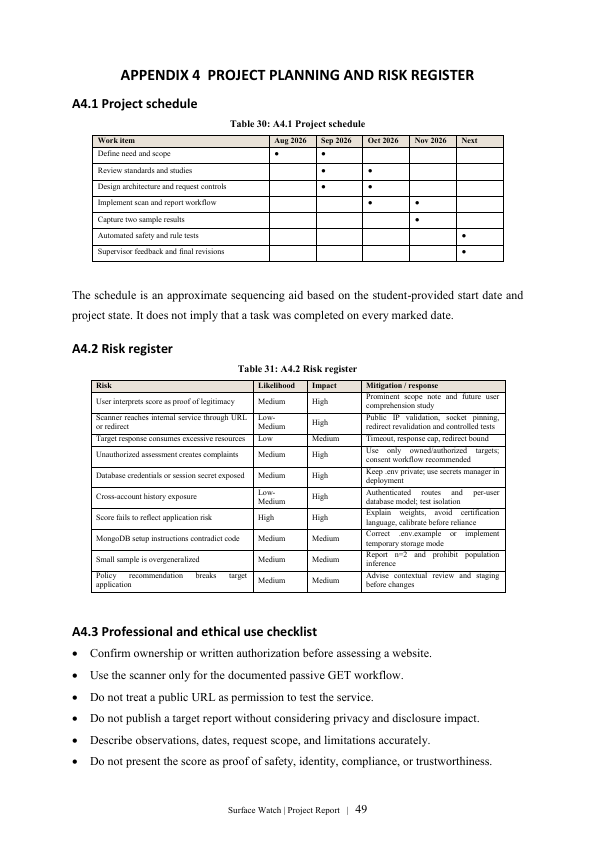 APPENDIX 4 PROJECT PLANNING AND RISK REGISTER
A4.1 Project schedule
Table 30: A4.1 Project schedule
Work item Aug 2026 Sep 2026 Oct 2026 Nov 2026 Next
Define need and scope • •
Review standards and studies • •
Design architecture and request controls • •
Implement scan and report workflow • •
Capture two sample results •
Automated safety and rule tests •
Supervisor feedback and final revisions •
The schedule is an approximate sequencing aid based on the student-provided start date and
project state. It does not imply that a task was completed on every marked date.
A4.2 Risk register
Table 31: A4.2 Risk register
Risk Likelihood Impact Mitigation / response
User interprets score as proof of legitimacy Medium High Prominent scope note and future user
comprehension study
Scanner reaches internal service through URL
or redirect Low-
Medium High Public IP validation, socket pinning,
redirect revalidation and controlled tests
Target response consumes excessive resources Low Medium Timeout, response cap, redirect bound
Unauthorized assessment creates complaints Medium High Use only owned/authorized targets;
consent workflow recommended
Database credentials or session secret exposed Medium High Keep .env private; use secrets manager in
deployment
Cross-account history exposure Low-
Medium High Authenticated routes and per-user
database model; test isolation
Score fails to reflect application risk High High Explain weights, avoid certification
language, calibrate before reliance
MongoDB setup instructions contradict code Medium Medium Correct .env.example or implement
temporary storage mode
Small sample is overgeneralized Medium Medium Report n=2 and prohibit population
inference
Policy recommendation breaks target
application Medium Medium Advise contextual review and staging
before changes
A4.3 Professional and ethical use checklist
• Confirm ownership or written authorization before assessing a website.
• Use the scanner only for the documented passive GET workflow.
• Do not treat a public URL as permission to test the service.
• Do not publish a target report without considering privacy and disclosure impact.
• Describe observations, dates, request scope, and limitations accurately.
• Do not present the score as proof of safety, identity, compliance, or trustworthiness.
Surface Watch | Project Report | 49